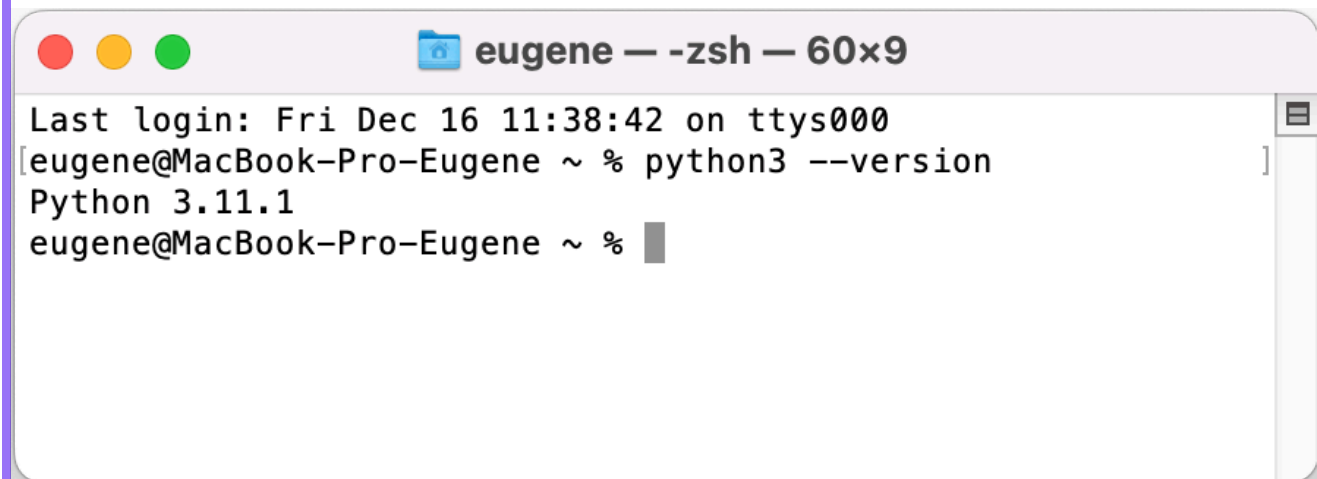 eugene — -zsh — 60×9
Last login: Fri Dec 16 11:38:42 on ttys000
[eugene@MacBook-Pro-Eugene ~ % python3 --version ]
Python 3.11.1
eugene@MacBook-Pro-Eugene ~ %